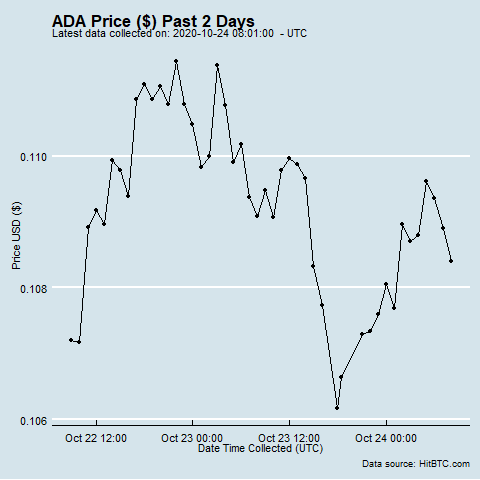 ADA Price ($) Past 2 Days
Latest data collected on: 2020-10-24 08:01:00  - UTC
0.110
0.108
0.106
Price USD ($)
Oct 22 12:00
Oct 23 00:00
Oct 23 12:00
Oct 24 00:00
Date Time Collected (UTC)
Data source: HitBTC.com